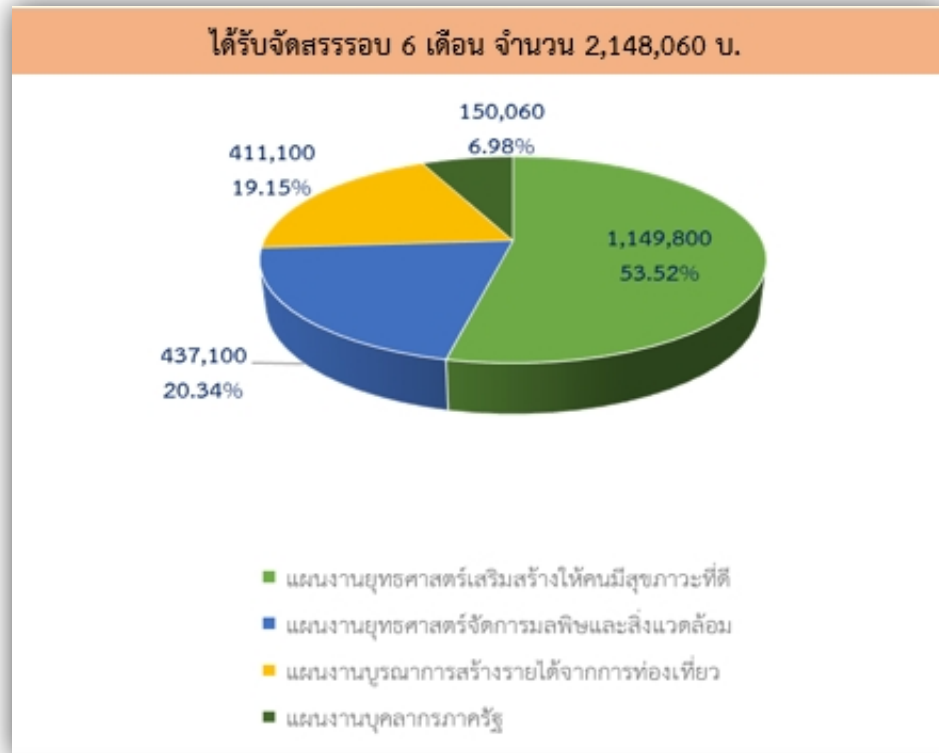 ได้รับจัดสรรรอบ 6 เดือน จำนวน 2,148,060 บ.
150,060
6.98%
411,100
19.15%
1,149,800
53.52%
437,100
20.34%
แผนงานยุทธศาสตร์เสริมสร้างให้คนมีสุขภาวะที่ดี
แผนงานยุทธศาสตร์จัดการมลพิษและสิ่งแวดล้อม
แผนงานบูรณาการสร้างรายได้จากการท่องเที่ยว
แผนงานบุคลากรภาครัฐ